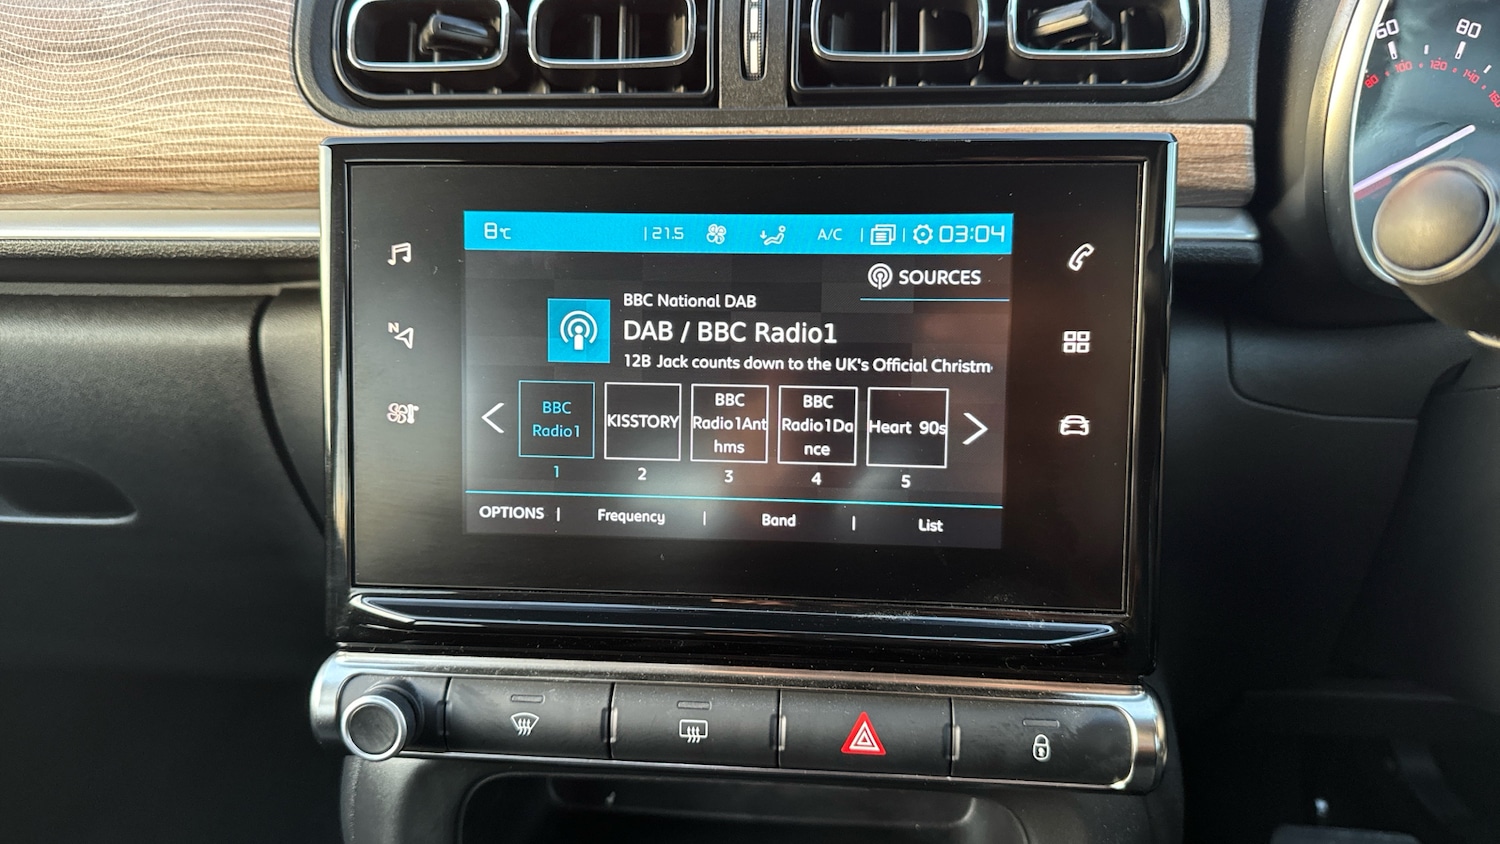 8°C | 21.5 A/C | | 03:04
SOURCES
BBC National DAB
DAB / BBC Radio1
12B Jack counts down to the UK's Official Christm
BBC
Radio1
1
KISSTORY
2
BBC
Radio1Ant
hms
3
BBC
Radio1Da
nce
4
Heart 90s
5
OPTIONS | Frequency | Band | List
N
60
80
80
100
120
140
160